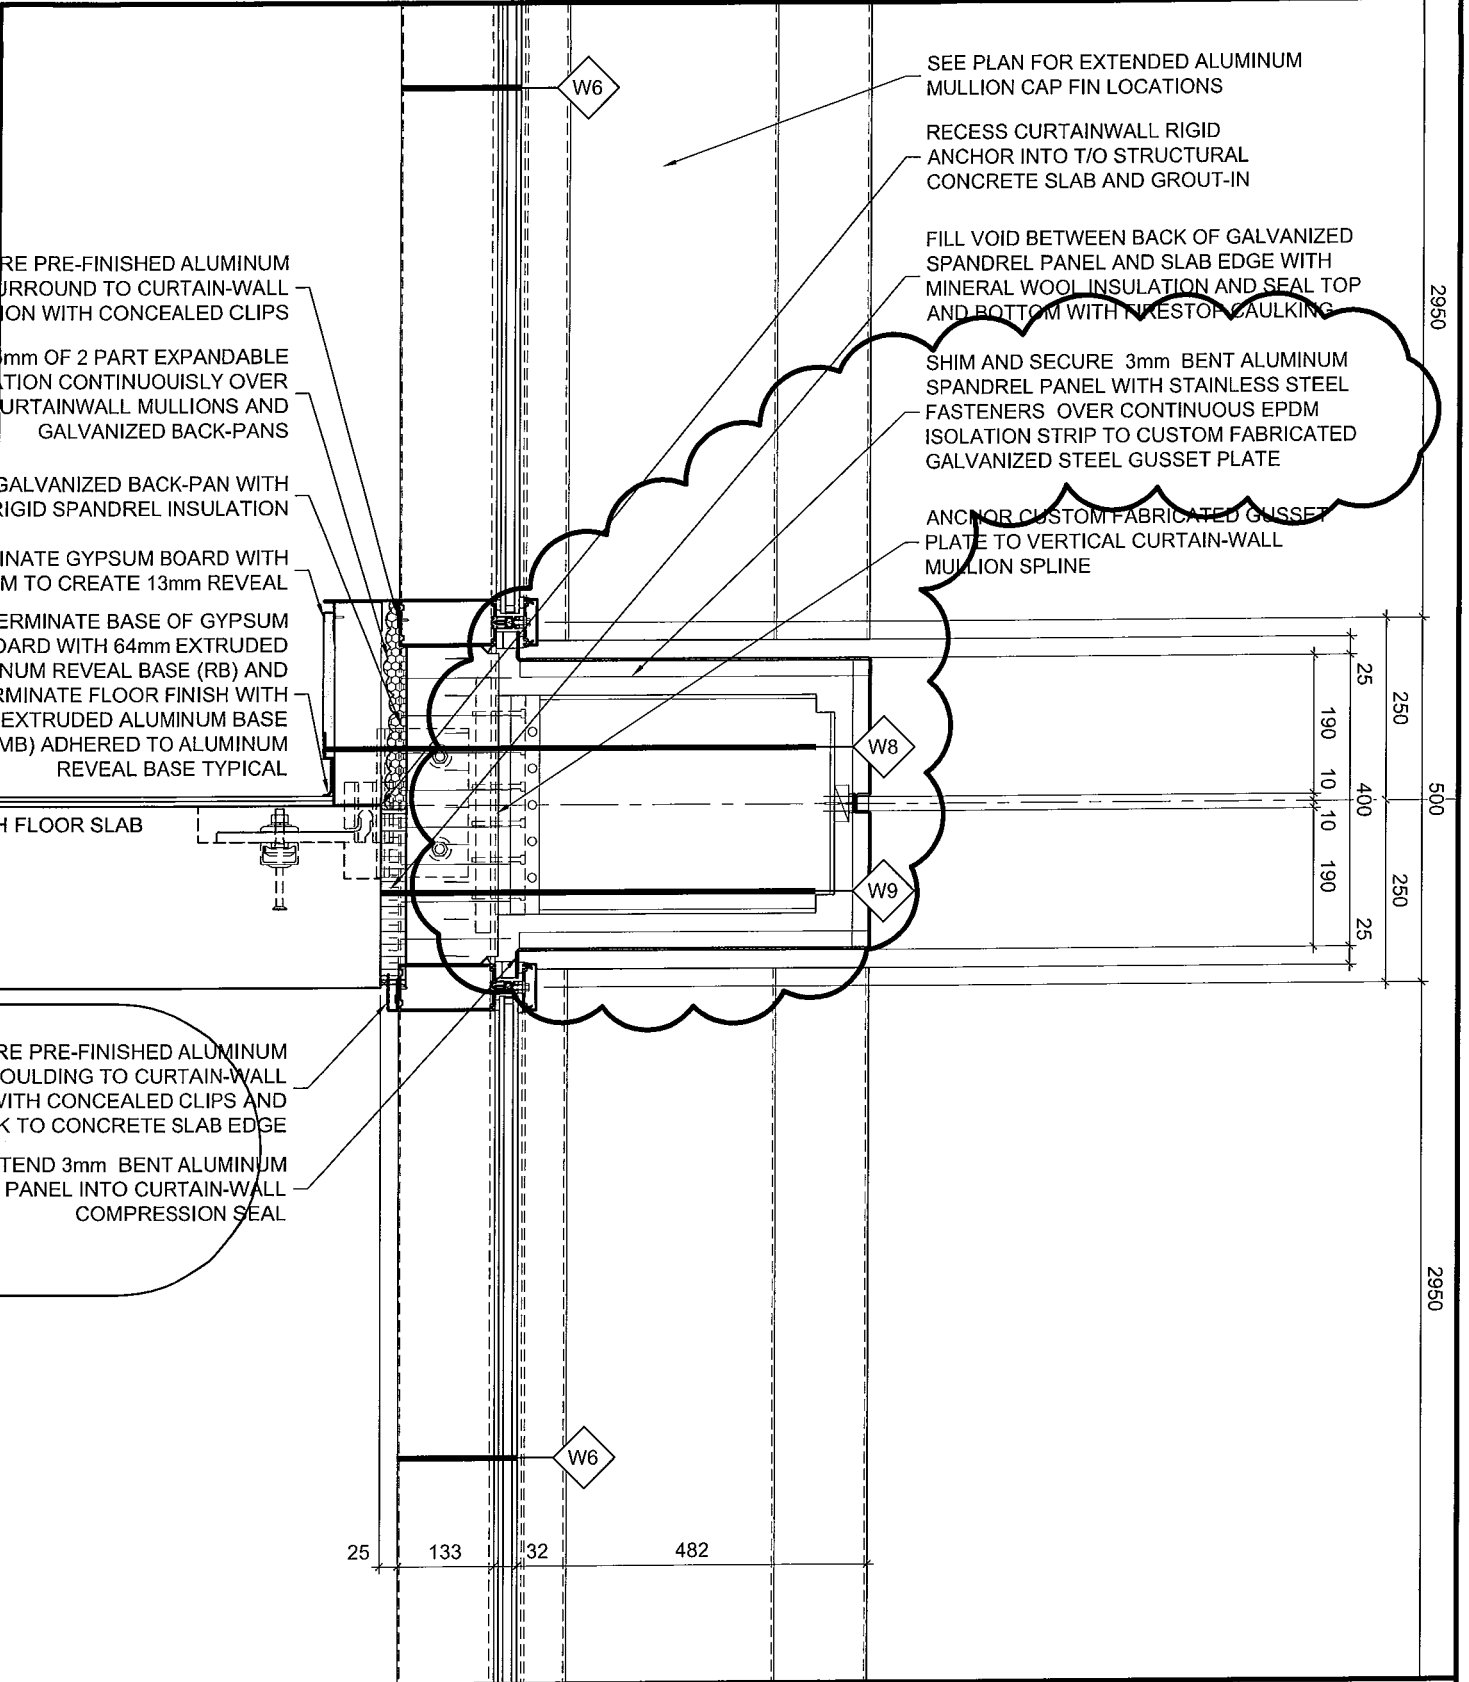 W6
SEE PLAN FOR EXTENDED ALUMINUM
MULLION CAP FIN LOCATIONS
RECESS CURTAINWALL RIGID
ANCHOR INTO T/O STRUCTURAL
CONCRETE SLAB AND GROUT-IN
FILL VOID BETWEEN BACK OF GALVANIZED
SPANDREL PANEL AND SLAB EDGE WITH
MINERAL WOOL INSULATION AND SEAL TOP
AND BOTTOM WITH FIRESTOP CAULKING
SHIM AND SECURE 3mm BENT ALUMINUM
SPANDREL PANEL WITH STAINLESS STEEL
FASTENERS OVER CONTINUOUS EPDM
ISOLATION STRIP TO CUSTOM FABRICATED
GALVANIZED STEEL GUSSET PLATE
ANCHOR CUSTOM FABRICATED GUSSET
PLATE TO VERTICAL CURTAIN-WALL
MULLION SPLINE
RE PRE-FINISHED ALUMINUM
URROUND TO CURTAIN-WALL
ION WITH CONCEALED CLIPS
mm OF 2 PART EXPANDABLE
ATION CONTINUOUISLY OVER
URTAINWALL MULLIONS AND
GALVANIZED BACK-PANS
GALVANIZED BACK-PAN WITH
RIGID SPANDREL INSULATION
INATE GYPSUM BOARD WITH
M TO CREATE 13mm REVEAL
ERMINATE BASE OF GYPSUM
OARD WITH 64mm EXTRUDED
NUM REVEAL BASE (RB) AND
RMINATE FLOOR FINISH WITH
EXTRUDED ALUMINUM BASE
MB) ADHERED TO ALUMINUM
REVEAL BASE TYPICAL
H FLOOR SLAB
W8
W9
RE PRE-FINISHED ALUMINUM
OULDING TO CURTAIN-WALL
WITH CONCEALED CLIPS AND
K TO CONCRETE SLAB EDGE
TEND 3mm BENT ALUMINUM
PANEL INTO CURTAIN-WALL
COMPRESSION SEAL
W6
25
133
32
482
2950
25
250
190
10
400
500
10
190
250
25
2950